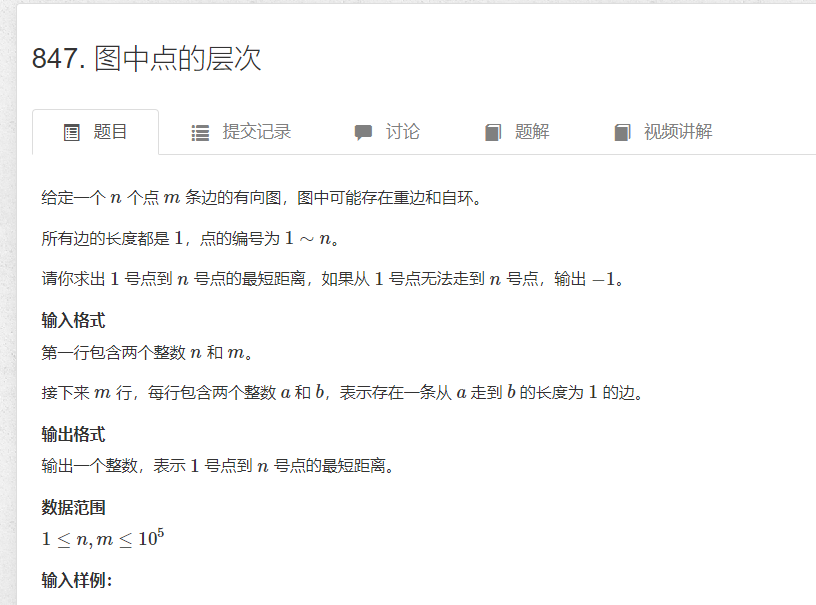 847. 图中点的层次
题目 提交记录 讨论 题解 视频讲解
给定一个 n 个点 m 条边的有向图，图中可能存在重边和自环。
所有边的长度都是 1，点的编号为 1 ∼ n。
请你求出 1 号点到 n 号点的最短距离，如果从 1 号点无法走到 n 号点，输出 −1。
输入格式
第一行包含两个整数 n 和 m。
接下来 m 行，每行包含两个整数 a 和 b，表示存在一条从 a 走到 b 的长度为 1 的边。
输出格式
输出一个整数，表示 1 号点到 n 号点的最短距离。
数据范围
1 ≤ n, m ≤ 10⁵
输入样例：